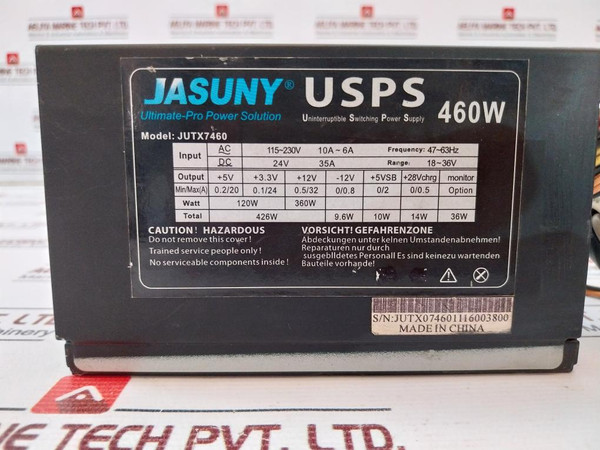 JASUNY® USPS 460W
Ultimate-Pro Power Solution Uninterruptible Switching Power Supply
Model: JUTX7460
Input AC 115~230V 10A ~ 6A Frequency: 47~63Hz
DC 24V 35A Range: 18~36V
Output +5V +3.3V +12V -12V +5VSB +28Vchrg monitor
Min/Max(A) 0.2/20 0.1/24 0.5/32 0/0.8 0/2 0/0.5 Option
Watt 120W 360W
Total 426W 9.6W 10W 14W 36W
CAUTION! HAZARDOUS
Do not remove this cover!
Trained service people only!
No serviceable components inside!
VORSICHT! GEFAHRENZONE
Abdeckungen unter kelnen Umstandenabnehmen!
Reparaturen nur durch
ausgeblldetes Personall Es sind keinezu wartenden
Bauteile vorhanden!
S/N:JUTX074601116003800
MADE IN CHINA
MARINE TECH PVT. LTD.